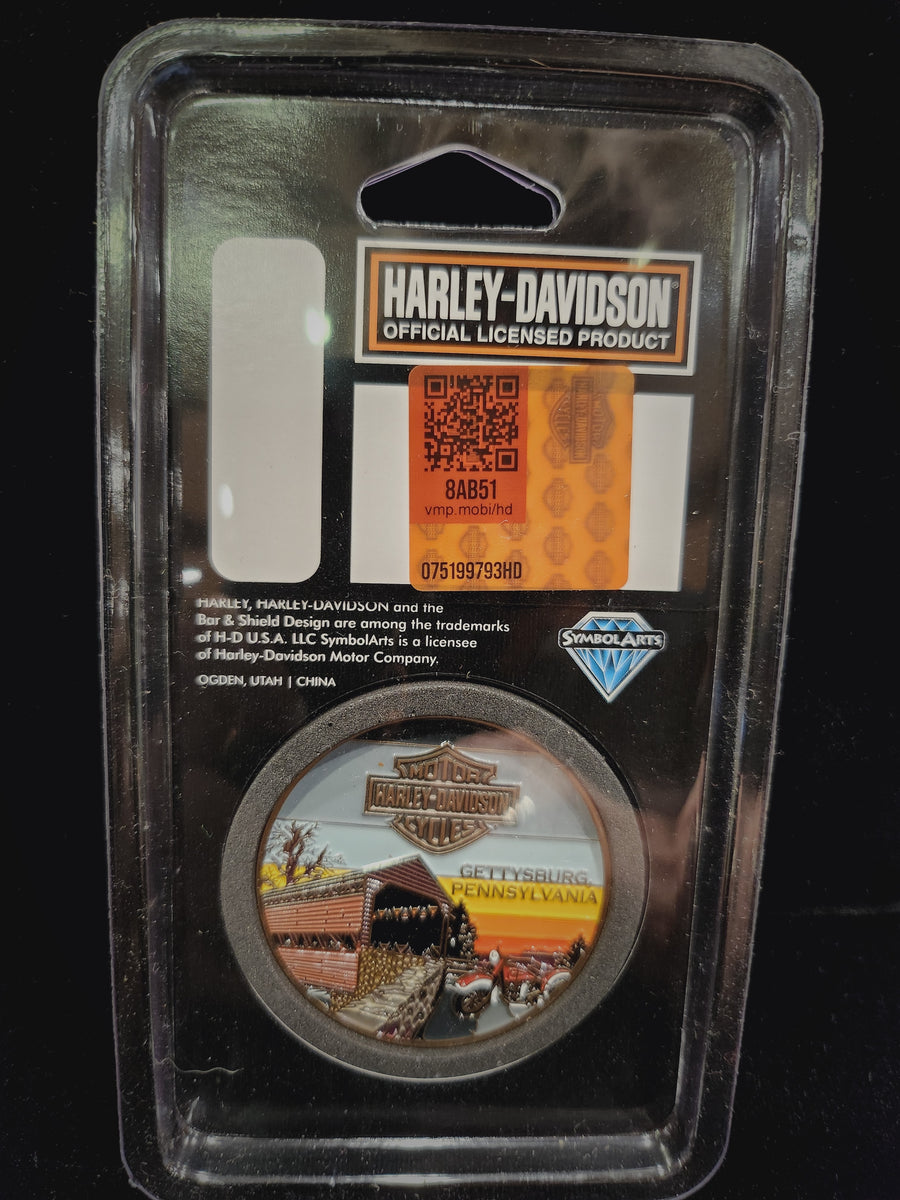 HARLEY-DAVIDSON®
OFFICIAL LICENSED PRODUCT
8AB51
vmp.mobi/hd
075199793HD
HARLEY, HARLEY-DAVIDSON and the
Bar & Shield Design are among the trademarks
of H-D U.S.A. LLC SymbolArts is a licensee
of Harley-Davidson Motor Company.
OGDEN, UTAH | CHINA
SYMBOLARTS
MOTOR
HARLEY-DAVIDSON
CYCLES
GETTYSBURG,
PENNSYLVANIA